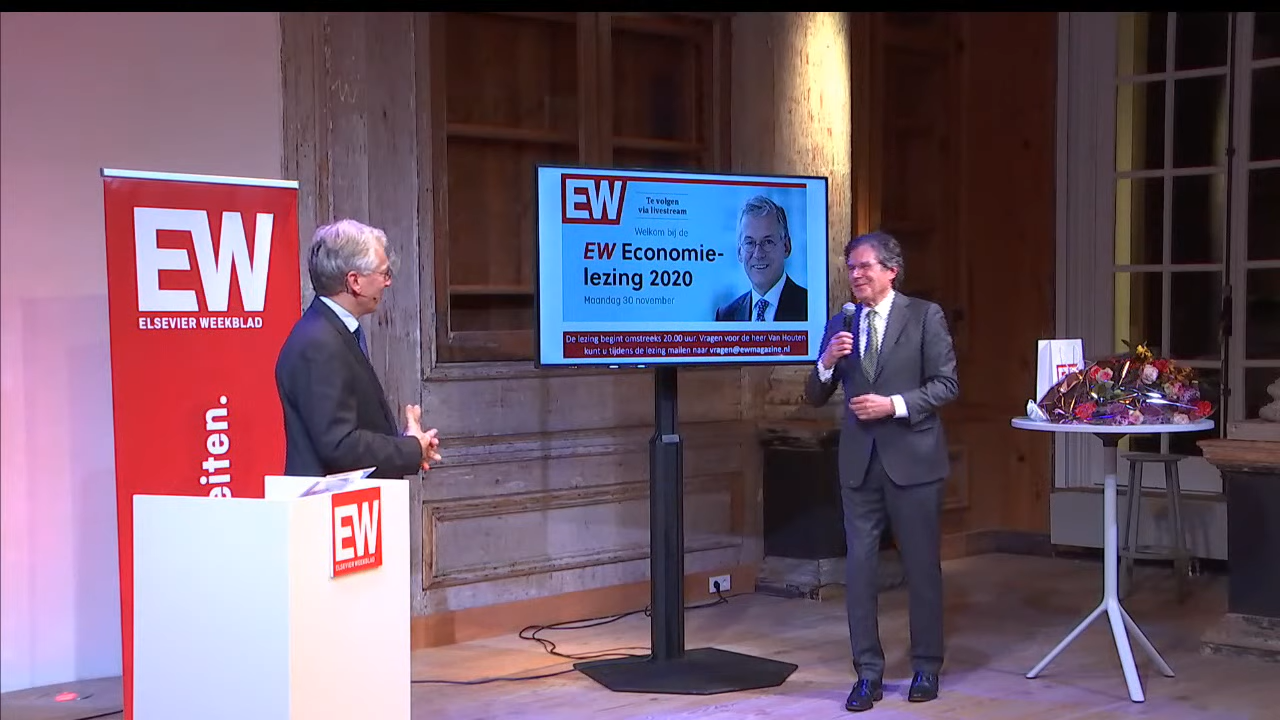 EW
ELSEVIER WEEKBLAD
eiten.
EW
ELSEVIER WEEKBLAD
EW
Te volgen
via livestream
Welkom bij de
EW Economie-
lezing 2020
Maandag 30 november
De lezing begint omstreeks 20.00 uur. Vragen voor de heer Van Houten
kunt u tijdens de lezing mailen naar vragen@ewmagazine.nl
EW